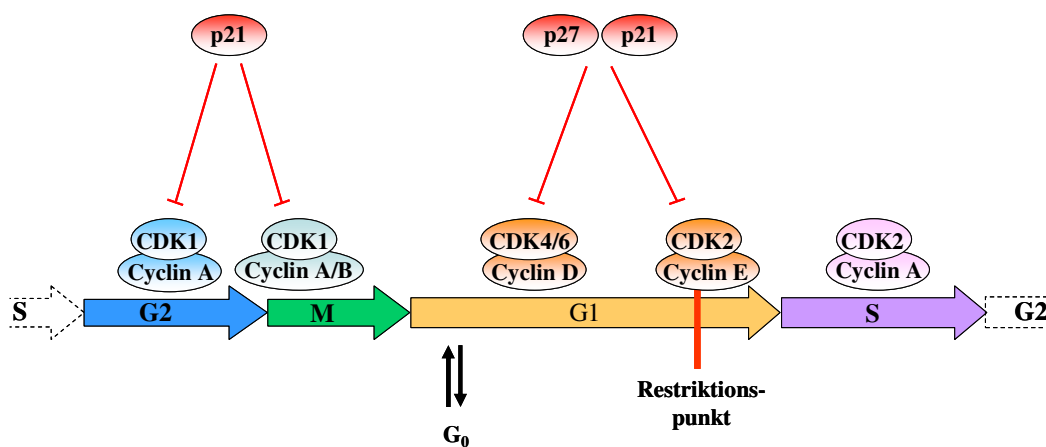 p21
p27
p21
CDK1
Cyclin A
CDK1
Cyclin A/B
CDK4/6
Cyclin D
CDK2
Cyclin E
CDK2
Cyclin A
S
G2
M
G1
S
G2
G₀
Restriktions-
punkt